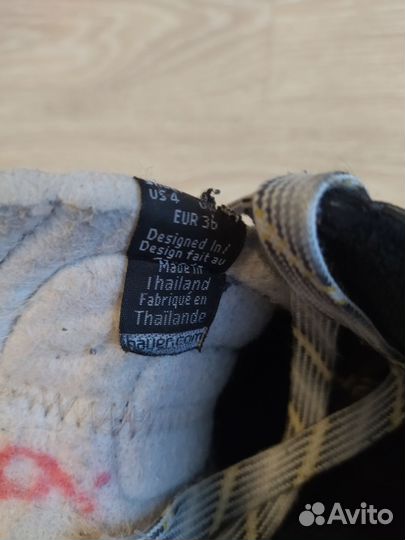 US 4
EUR 36
Designed in
Design fait au
Made in
Thailand
Fabriqué en
Thaïlande
bauer.com
Avito